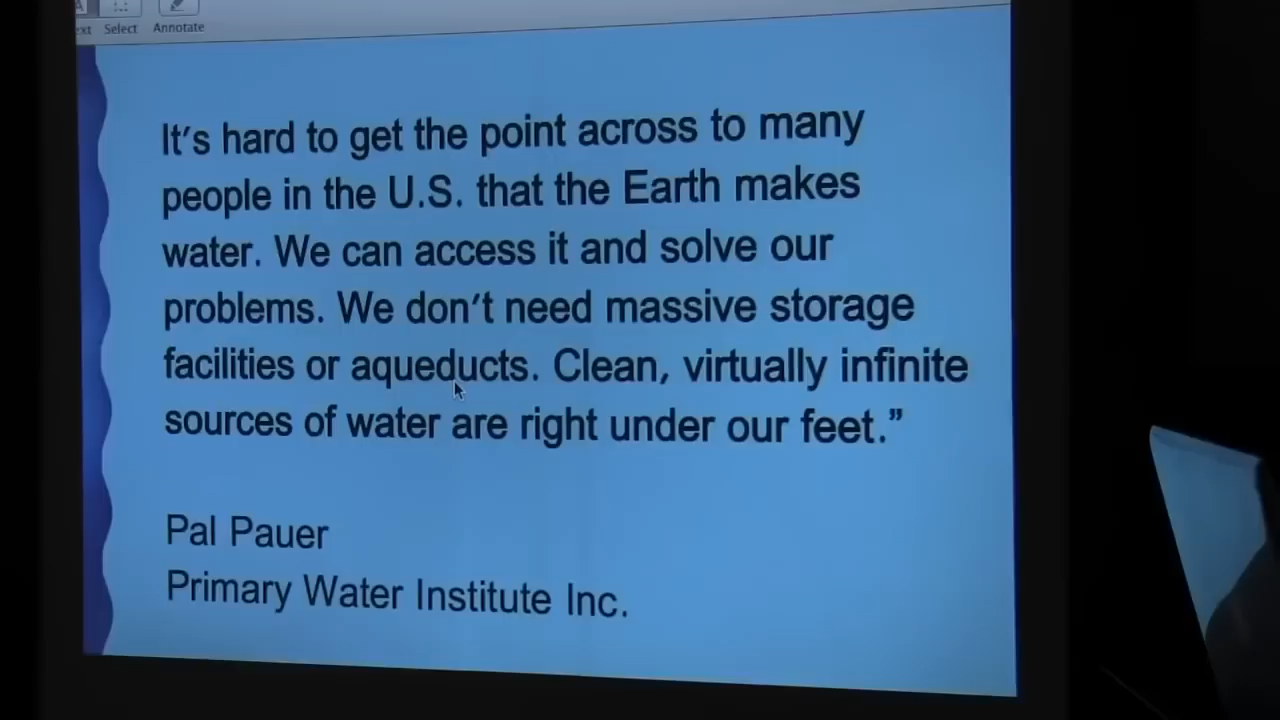 Select Annotate
It's hard to get the point across to many
people in the U.S. that the Earth makes
water. We can access it and solve our
problems. We don't need massive storage
facilities or aqueducts. Clean, virtually infinite
sources of water are right under our feet.”
Pal Pauer
Primary Water Institute Inc.